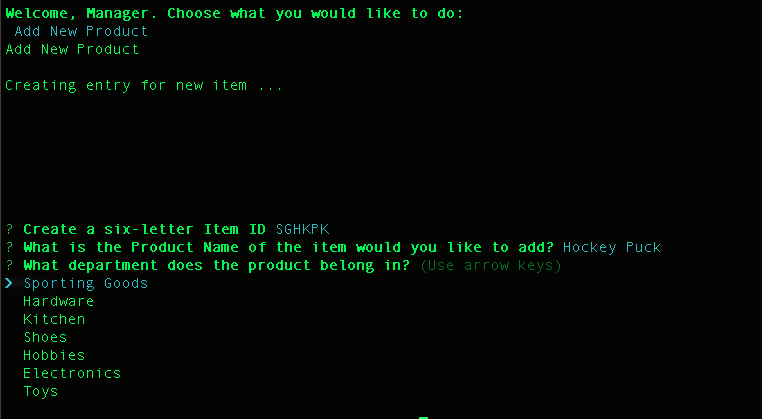 Welcome, Manager. Choose what you would like to do:
Add New Product
Add New Product
Creating entry for new item ...
? Create a six-letter Item ID SGHKPK
? What is the Product Name of the item would you like to add? Hockey Puck
? What department does the product belong in? (Use arrow keys)
❯ Sporting Goods
Hardware
Kitchen
Shoes
Hobbies
Electronics
Toys